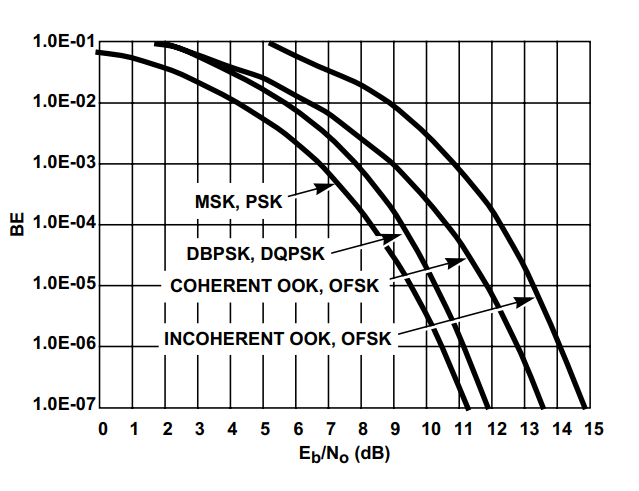 1.0E-01
1.0E-02
1.0E-03
1.0E-04
1.0E-05
1.0E-06
1.0E-07
BE
MSK, PSK
DBPSK, DQPSK
COHERENT OOK, OFSK
INCOHERENT OOK, OFSK
0 1 2 3 4 5 6 7 8 9 10 11 12 13 14 15
Eb/No (dB)